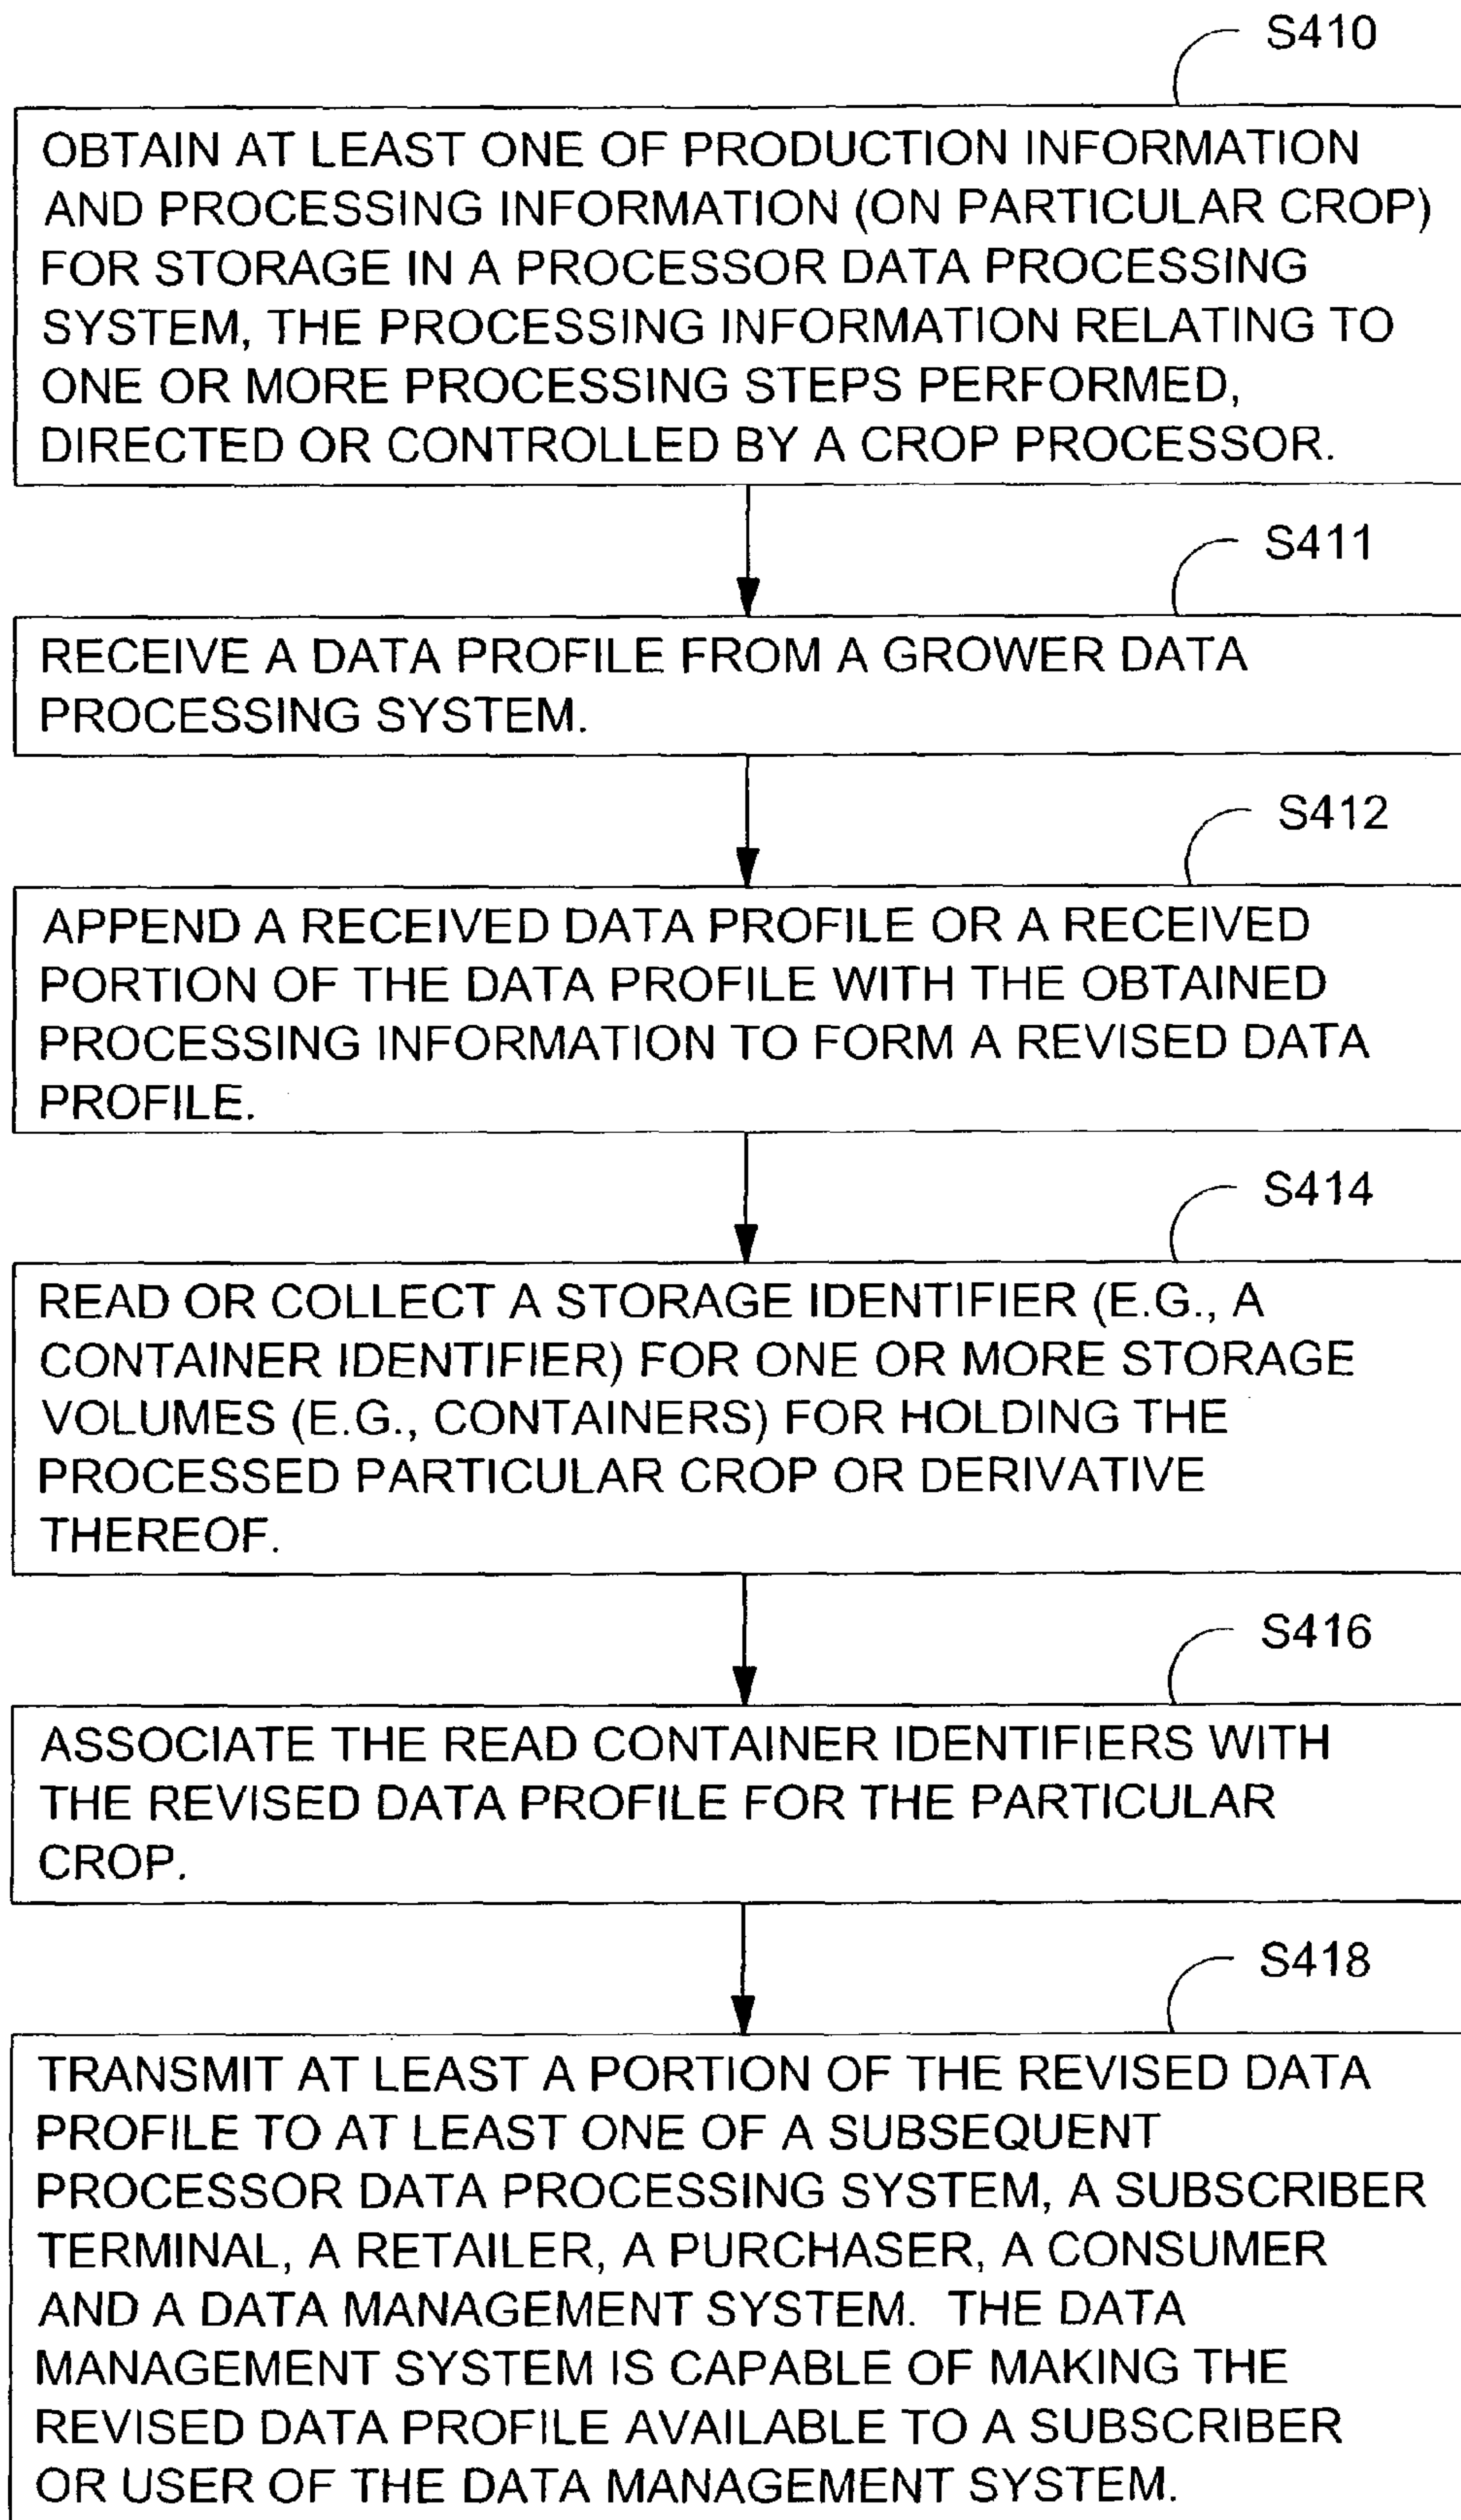 S410
OBTAIN AT LEAST ONE OF PRODUCTION INFORMATION
AND PROCESSING INFORMATION (ON PARTICULAR CROP)
FOR STORAGE IN A PROCESSOR DATA PROCESSING
SYSTEM, THE PROCESSING INFORMATION RELATING TO
ONE OR MORE PROCESSING STEPS PERFORMED,
DIRECTED OR CONTROLLED BY A CROP PROCESSOR.
S411
RECEIVE A DATA PROFILE FROM A GROWER DATA
PROCESSING SYSTEM.
S412
APPEND A RECEIVED DATA PROFILE OR A RECEIVED
PORTION OF THE DATA PROFILE WITH THE OBTAINED
PROCESSING INFORMATION TO FORM A REVISED DATA
PROFILE.
S414
READ OR COLLECT A STORAGE IDENTIFIER (E.G., A
CONTAINER IDENTIFIER) FOR ONE OR MORE STORAGE
VOLUMES (E.G., CONTAINERS) FOR HOLDING THE
PROCESSED PARTICULAR CROP OR DERIVATIVE
THEREOF.
S416
ASSOCIATE THE READ CONTAINER IDENTIFIERS WITH
THE REVISED DATA PROFILE FOR THE PARTICULAR
CROP.
S418
TRANSMIT AT LEAST A PORTION OF THE REVISED DATA
PROFILE TO AT LEAST ONE OF A SUBSEQUENT
PROCESSOR DATA PROCESSING SYSTEM, A SUBSCRIBER
TERMINAL, A RETAILER, A PURCHASER, A CONSUMER
AND A DATA MANAGEMENT SYSTEM.  THE DATA
MANAGEMENT SYSTEM IS CAPABLE OF MAKING THE
REVISED DATA PROFILE AVAILABLE TO A SUBSCRIBER
OR USER OF THE DATA MANAGEMENT SYSTEM.